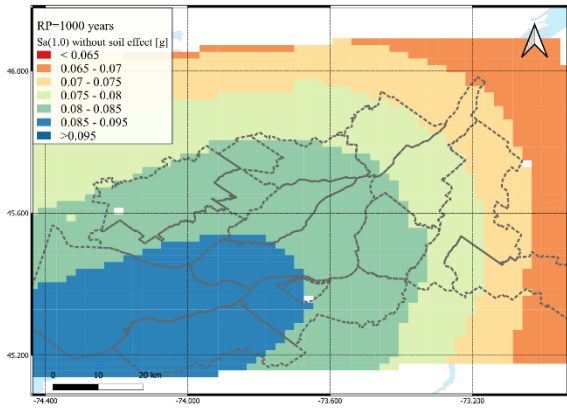 RP=1000 years
Sa(1.0) without soil effect [g]
< 0.065
0.065 - 0.07
0.07 - 0.075
0.075 - 0.08
0.08 - 0.085
0.085 - 0.095
>0.095
46.000
45.600
45.200
0 10 20 km
-74.400 -74.000 -73.600 -73.200